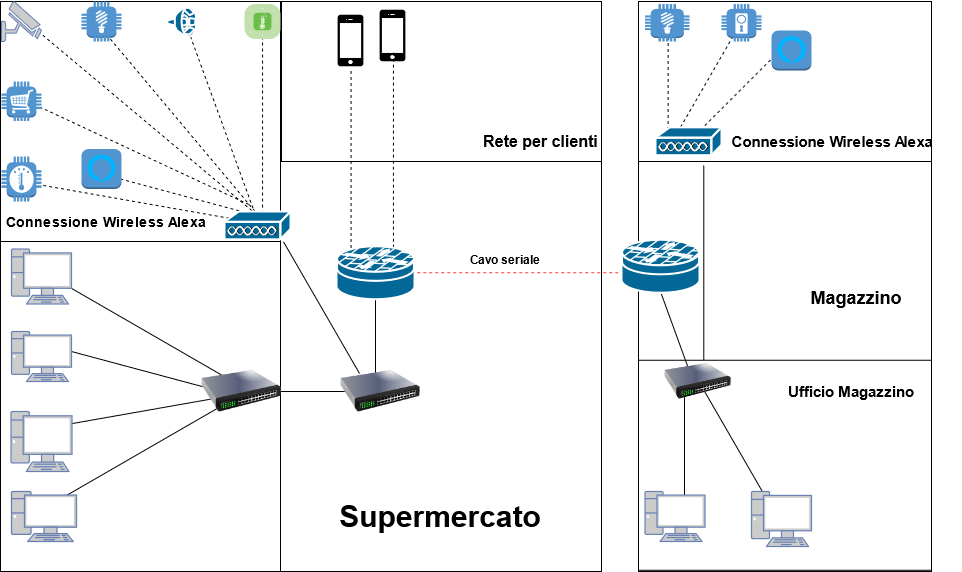 Rete per clienti
Connessione Wireless Alexa
Connessione Wireless Alexa
Cavo seriale
Magazzino
Ufficio Magazzino
Supermercato